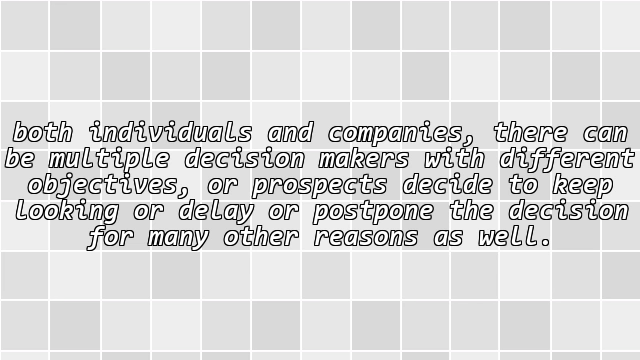 both individuals and companies, there can
be multiple decision makers with different
objectives, or prospects decide to keep
looking or delay or postpone the decision
for many other reasons as well.